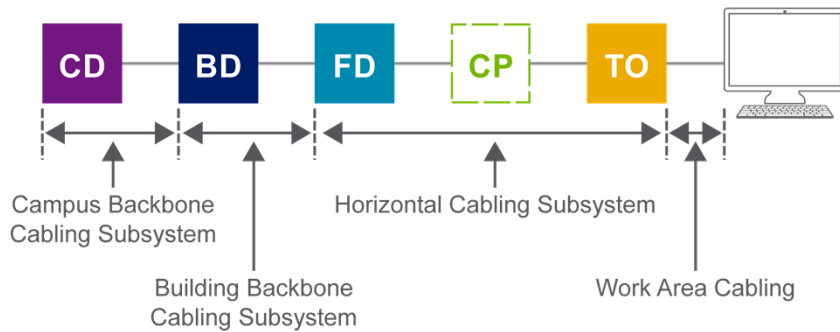 CD
BD
FD
CP
TO
Campus Backbone
Cabling Subsystem
Horizontal Cabling Subsystem
Building Backbone
Cabling Subsystem
Work Area Cabling